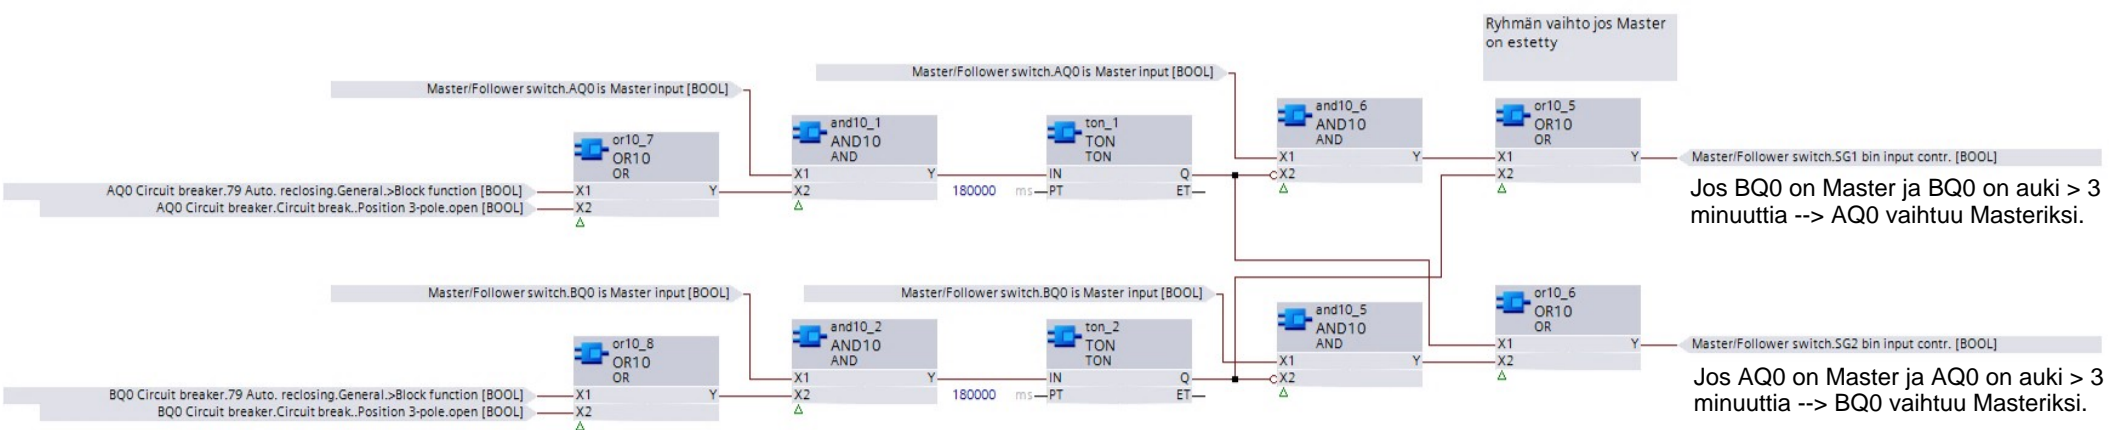 Ryhmän vaihto jos Master
on estetty
Master/Follower switch.AQ0 is Master input [BOOL]
Master/Follower switch.AQ0 is Master input [BOOL]
or10_7
OR10
OR
X1 Y
X2
AQ0 Circuit breaker.79 Auto. reclosing.General.>Block function [BOOL]
AQ0 Circuit breaker.Circuit break..Position 3-pole.open [BOOL]
and10_1
AND10
AND
X1 Y
X2
180000 ms
ton_1
TON
TON
IN Q
PT ET
and10_6
AND10
AND
X1 Y
X2
or10_5
OR10
OR
X1 Y
X2
Master/Follower switch.SG1 bin input contr. [BOOL]
Jos BQ0 on Master ja BQ0 on auki > 3
minuuttia --> AQ0 vaihtuu Masteriksi.
Master/Follower switch.BQ0 is Master input [BOOL]
Master/Follower switch.BQ0 is Master input [BOOL]
or10_8
OR10
OR
X1 Y
X2
BQ0 Circuit breaker.79 Auto. reclosing.General.>Block function [BOOL]
BQ0 Circuit breaker.Circuit break..Position 3-pole.open [BOOL]
and10_2
AND10
AND
X1 Y
X2
180000 ms
ton_2
TON
TON
IN Q
PT ET
and10_5
AND10
AND
X1 Y
X2
or10_6
OR10
OR
X1 Y
X2
Master/Follower switch.SG2 bin input contr. [BOOL]
Jos AQ0 on Master ja AQ0 on auki > 3
minuuttia --> BQ0 vaihtuu Masteriksi.